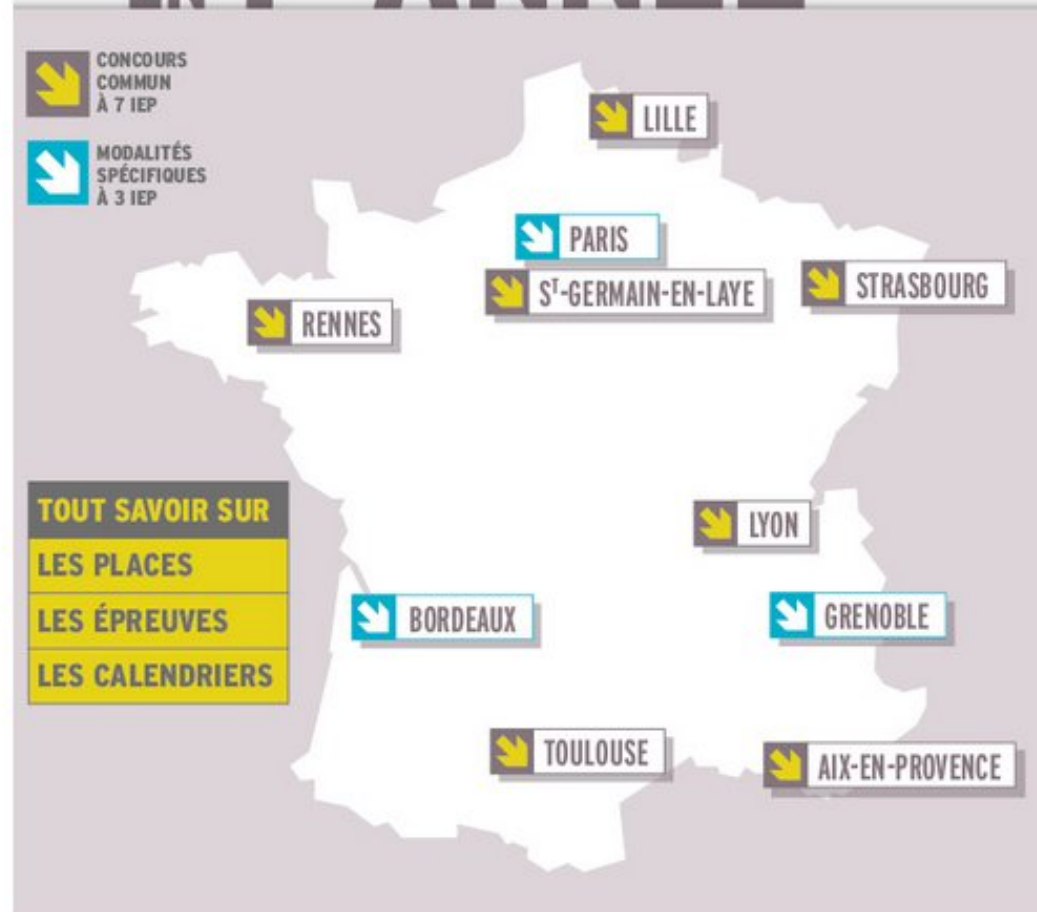 CONCOURS
COMMUN
À 7 IEP
MODALITÉS
SPÉCIFIQUES
À 3 IEP
LILLE
PARIS
Sᵀ-GERMAIN-EN-LAYE
STRASBOURG
RENNES
TOUT SAVOIR SUR
LES PLACES
LES ÉPREUVES
LES CALENDRIERS
LYON
BORDEAUX
GRENOBLE
TOULOUSE
AIX-EN-PROVENCE